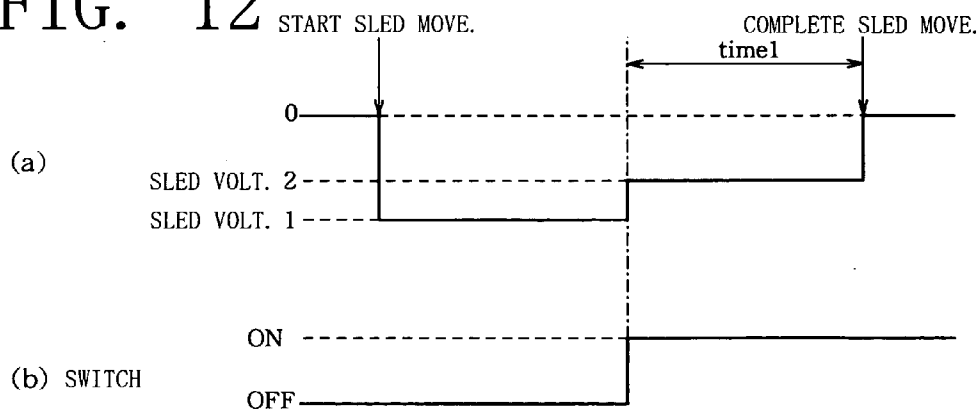 FIG. 12
START SLED MOVE.
COMPLETE SLED MOVE.
time1
0
(a)
SLED VOLT. 2
SLED VOLT. 1
ON
(b) SWITCH
OFF